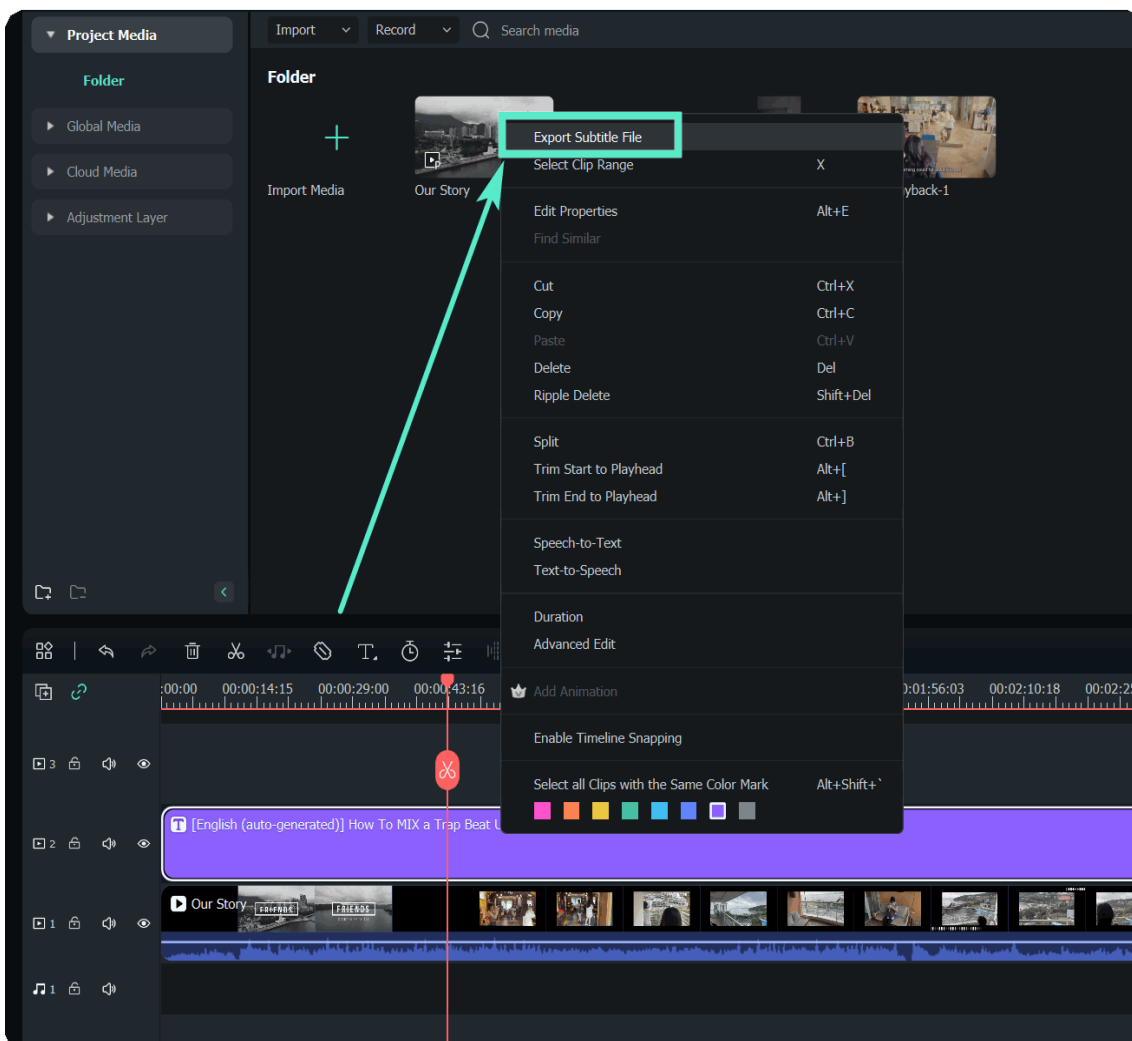 Project Media
Import
Record
Search media
Folder
Folder
Global Media
Cloud Media
Adjustment Layer
Import Media
Our Story
yback-1
Export Subtitle File
Select Clip Range X
Edit Properties Alt+E
Find Similar
Cut Ctrl+X
Copy Ctrl+C
Paste Ctrl+V
Delete Del
Ripple Delete Shift+Del
Split Ctrl+B
Trim Start to Playhead Alt+[
Trim End to Playhead Alt+]
Speech-to-Text
Text-to-Speech
Duration
Advanced Edit
Add Animation
Enable Timeline Snapping
Select all Clips with the Same Color Mark Alt+Shift+`
:00:00 00:00:14:15 00:00:29:00 00:00:43:16 0:01:56:03 00:02:10:18 00:02:2
3
2
[English (auto-generated)] How To MIX a Trap Beat U
1
Our Story
FRIENDS
FRIENDS
1